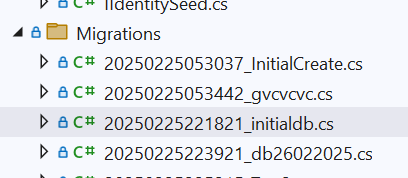 IIdentitySeed.cs
Migrations
C# 20250225053037_InitialCreate.cs
C# 20250225053442_gvcvcvc.cs
C# 20250225221821_initialdb.cs
C# 20250225223921_db26022025.cs